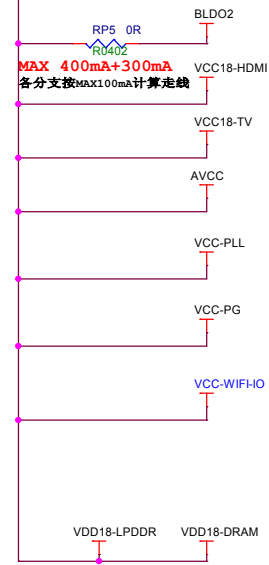 BLDO2
RP5 0R
R0402
MAX 400mA+300mA
各分支按MAX100mA计算走线
VCC18-HDMI
VCC18-TV
AVCC
VCC-PLL
VCC-PG
VCC-WIFI-IO
VDD18-LPDDR VDD18-DRAM